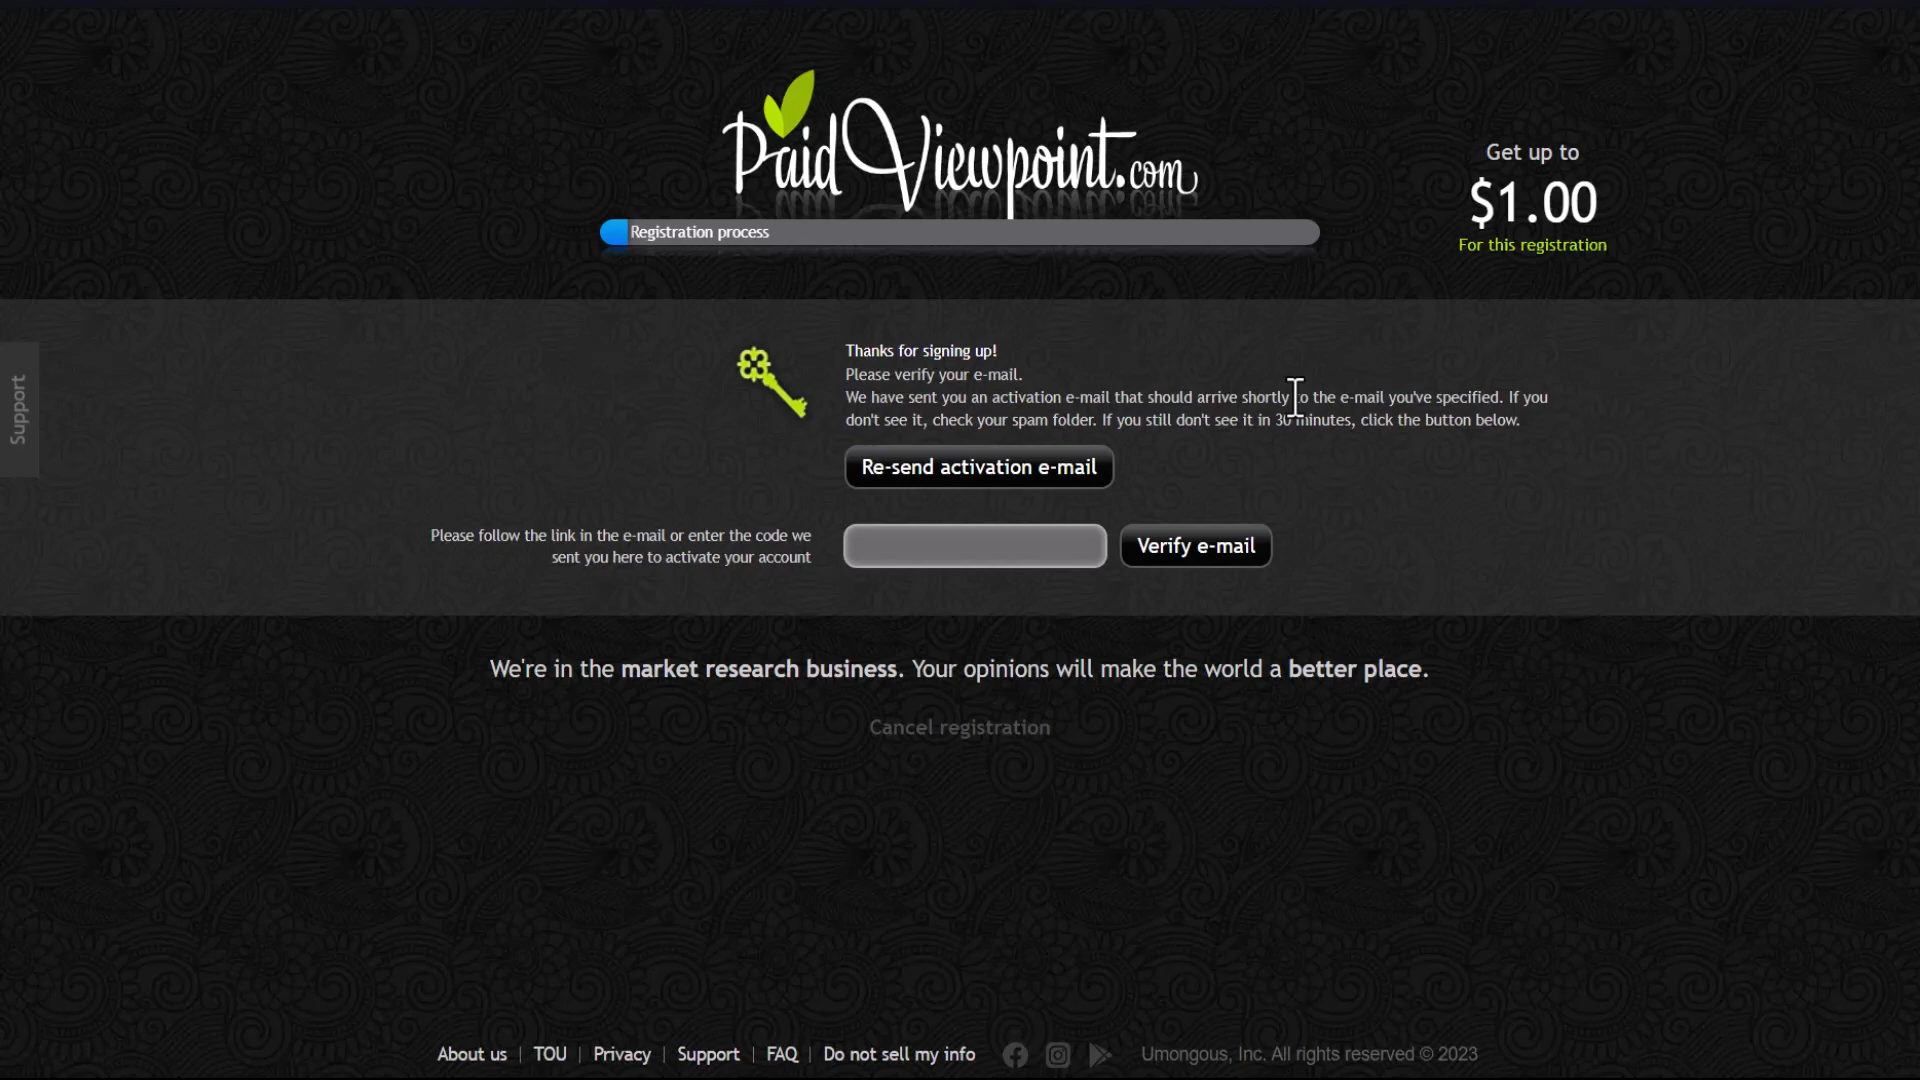 PaidViewpoint.com
Get up to
$1.00
For this registration
Registration process
Support
Thanks for signing up!
Please verify your e-mail.
We have sent you an activation e-mail that should arrive shortly to the e-mail you've specified. If you
don't see it, check your spam folder. If you still don't see it in 30 minutes, click the button below.
Re-send activation e-mail
Please follow the link in the e-mail or enter the code we
sent you here to activate your account
Verify e-mail
We're in the market research business. Your opinions will make the world a better place.
Cancel registration
About us | TOU | Privacy | Support | FAQ | Do not sell my info Umongous, Inc. All rights reserved © 2023